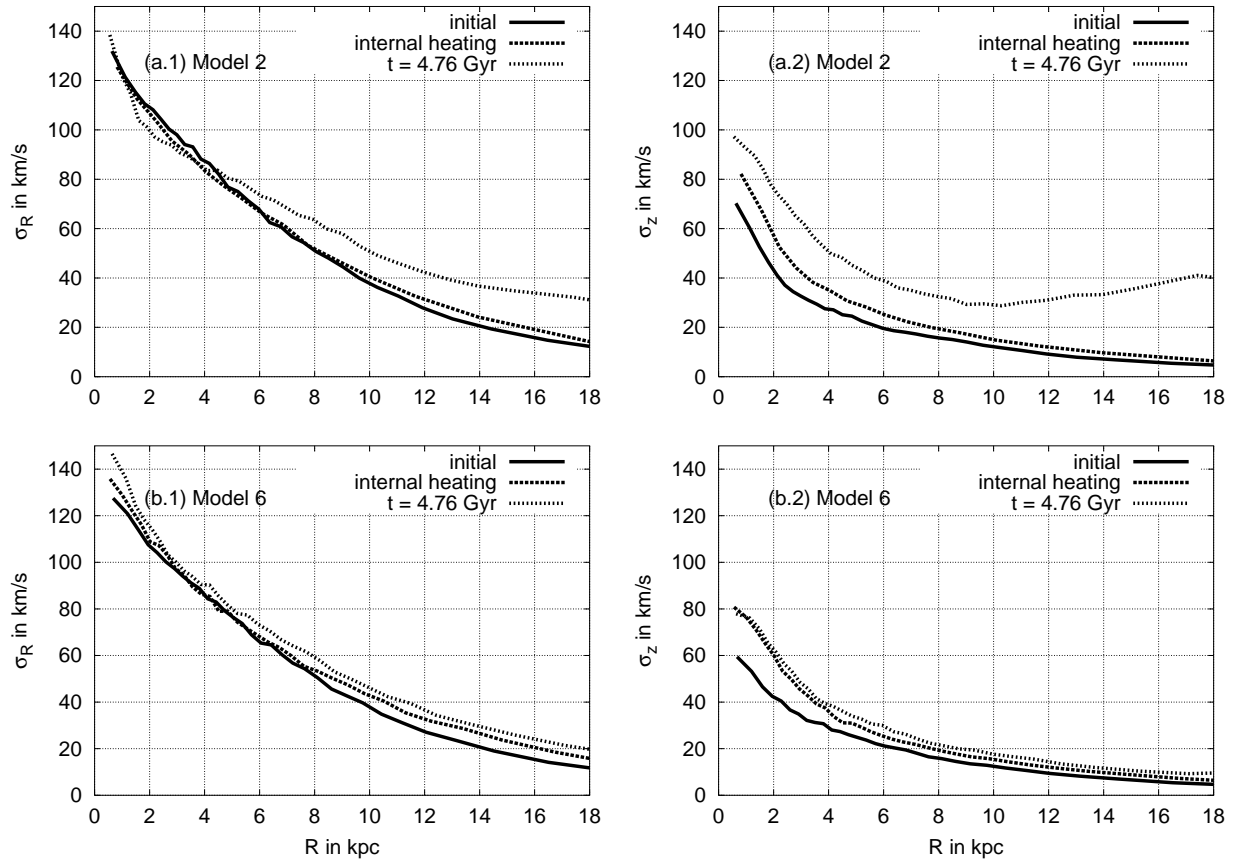 140
120
100
80
60
40
20
0
σR in km/s
(a.1) Model 2
initial
internal heating
t = 4.76 Gyr
0 2 4 6 8 10 12 14 16 18
140
120
100
80
60
40
20
0
σz in km/s
(a.2) Model 2
initial
internal heating
t = 4.76 Gyr
0 2 4 6 8 10 12 14 16 18
140
120
100
80
60
40
20
0
σR in km/s
(b.1) Model 6
initial
internal heating
t = 4.76 Gyr
0 2 4 6 8 10 12 14 16 18
R in kpc
140
120
100
80
60
40
20
0
σz in km/s
(b.2) Model 6
initial
internal heating
t = 4.76 Gyr
0 2 4 6 8 10 12 14 16 18
R in kpc